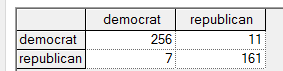 democrat republican
democrat 256 11
republican 7 161